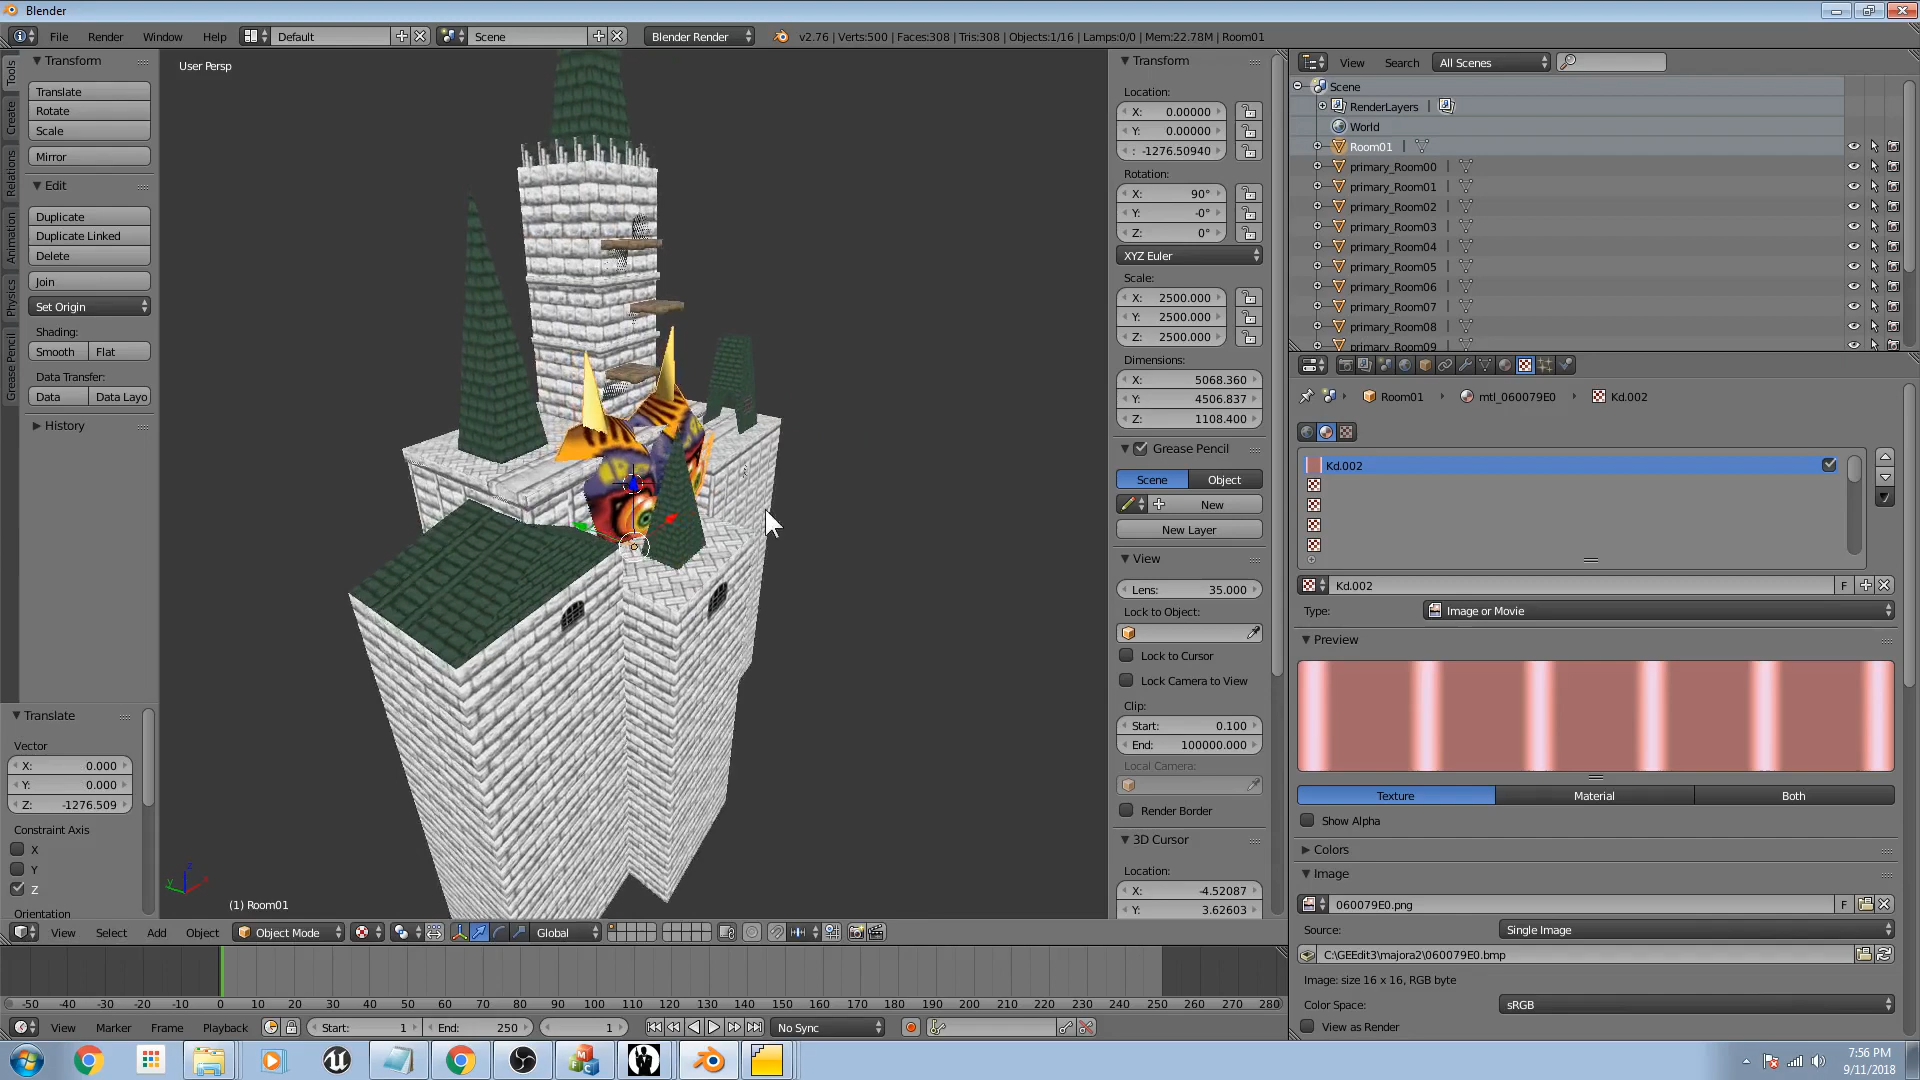 Blender
File Render Window Help Default Scene Blender Render v2.76 | Verts:500 | Faces:308 | Tris:308 | Objects:1/16 | Lamps:0/0 | Mem:22.78M | Room01
Tools
Create
Relations
Animation
Physics
Grease Pencil
Transform
Translate
Rotate
Scale
Mirror
Edit
Duplicate
Duplicate Linked
Delete
Join
Set Origin
Shading:
Smooth Flat
Data Transfer:
Data Data Layo
History
Translate
Vector
X: 0.000
Y: 0.000
Z: -1276.509
Constraint Axis
X
Y
Z
Orientation
User Persp
(1) Room01
Transform
Location:
X: 0.00000
Y: 0.00000
: -1276.50940
Rotation:
X: 90°
Y: -0°
Z: 0°
XYZ Euler
Scale:
X: 2500.000
Y: 2500.000
Z: 2500.000
Dimensions:
X: 5068.360
Y: 4506.837
Z: 1108.400
Grease Pencil
Scene Object
New
New Layer
View
Lens: 35.000
Lock to Object:
Lock to Cursor
Lock Camera to View
Clip:
Start: 0.100
End: 100000.000
Local Camera:
Render Border
3D Cursor
Location:
X: -4.52087
Y: 3.62603
View Search All Scenes
Scene
RenderLayers
World
Room01
primary_Room00
primary_Room01
primary_Room02
primary_Room03
primary_Room04
primary_Room05
primary_Room06
primary_Room07
primary_Room08
primary_Room09
Room01 mtl_060079E0 Kd.002
Kd.002
Kd.002 F
Type: Image or Movie
Preview
Texture Material Both
Show Alpha
Colors
Image
060079E0.png F
Source: Single Image
C:\GEEdit3\majora2\060079E0.bmp
Image: size 16 x 16, RGB byte
Color Space: sRGB
View as Render
View Select Add Object Object Mode Global
-50 -40 -30 -20 -10 0 10 20 30 40 50 60 70 80 90 100 110 120 130 140 150 160 170 180 190 200 210 220 230 240 250 260 270 280
View Marker Frame Playback Start: 1 End: 250 1 No Sync
7:56 PM
9/11/2018